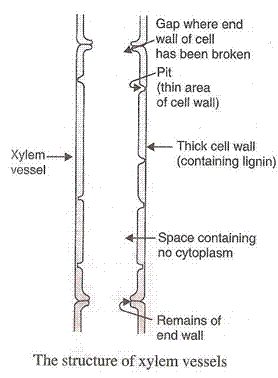 Gap where end
wall of cell
has been broken
Pit
(thin area
of cell wall)
Xylem
vessel
Thick cell wall
(containing lignin)
Space containing
no cytoplasm
Remains of
end wall
The structure of xylem vessels